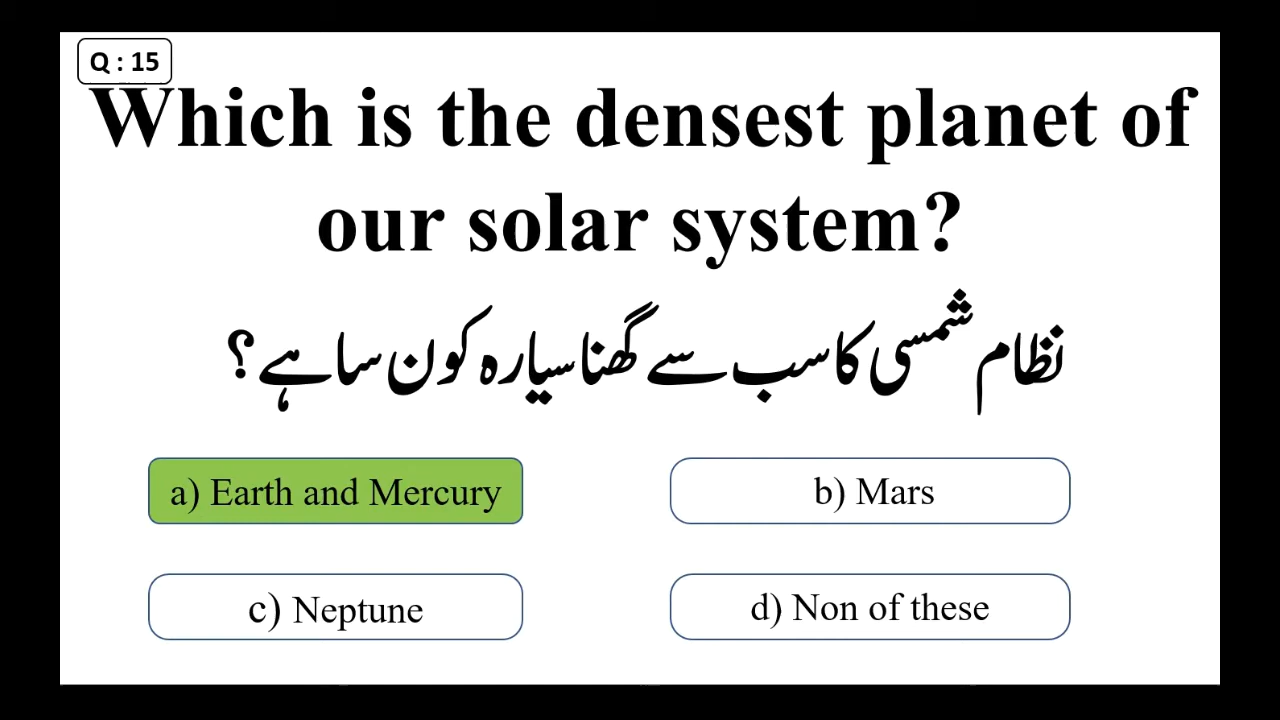 Q : 15
Which is the densest planet of
our solar system?
نظام شمسی کا سب سے گھنا سیارہ کون سا ہے ؟
a) Earth and Mercury
b) Mars
c) Neptune
d) Non of these